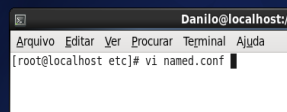 Danilo@localhost:/
Arquivo Editar Ver Procurar Terminal Ajuda
[root@localhost etc]# vi named.conf